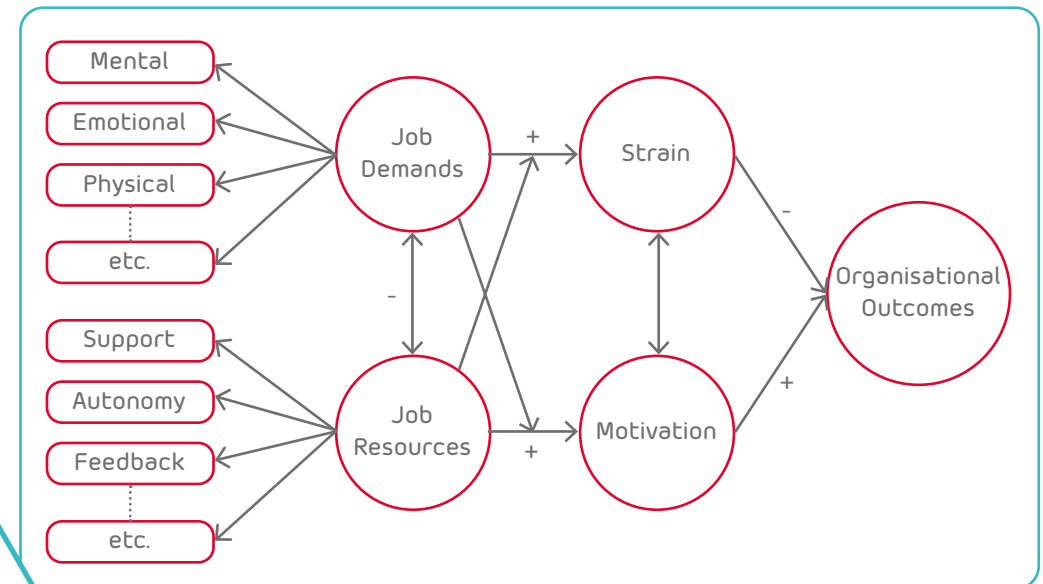 Mental
Emotional
Physical
etc.
Support
Autonomy
Feedback
etc.
Job
Demands
-
Job
Resources
+
+
Strain
Motivation
-
+
Organisational
Outcomes